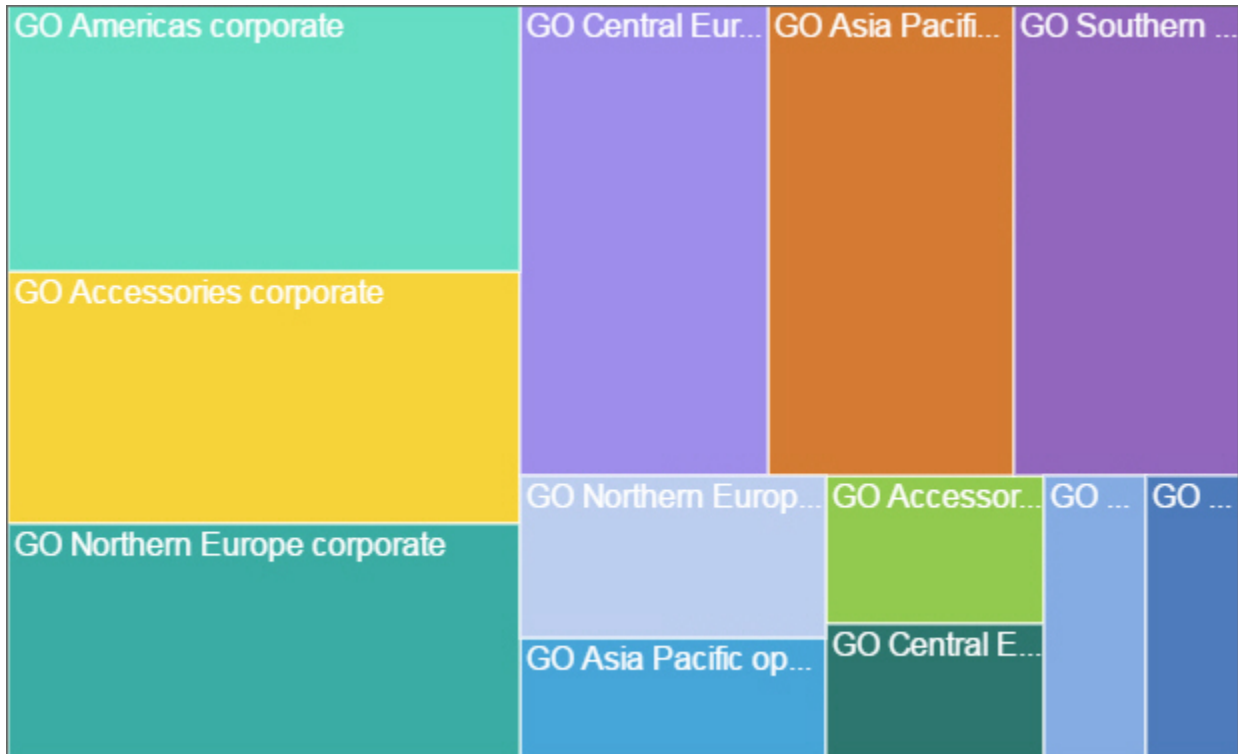 GO Americas corporate
GO Central Eur...
GO Asia Pacifi...
GO Southern ...
GO Accessories corporate
GO Northern Europe corporate
GO Northern Europ...
GO Accessor...
GO ...
GO ...
GO Asia Pacific op...
GO Central E...